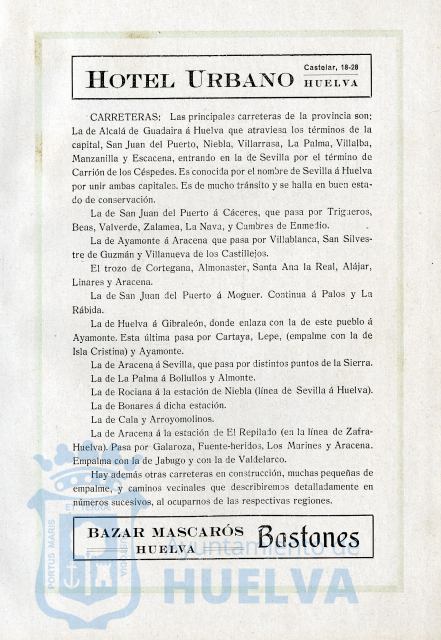 HOTEL URBANO
Castelar, 18-28
HUELVA
CARRETERAS: Las principales carreteras de la provincia son;
La de Alcalá de Guadaira á Huelva que atraviesa los términos de la
capital, San Juan del Puerto, Niebla, Villarrasa, La Palma, Villalba,
Manzanilla y Escacena, entrando en la de Sevilla por el término de
Carrión de los Céspedes. Es conocida por el nombre de Sevilla á Huelva
por unir ambas capitales. Es de mucho tránsito y se halla en buen esta-
do de conservación.
La de San Juan del Puerto á Cáceres, que pasa por Trigueros,
Beas, Valverde, Zalamea, La Nava, y Cumbres de Enmedio.
La de Ayamonte á Aracena que pasa por Villablanca, San Silves-
tre de Guzmán y Villanueva de los Castillejos.
El trozo de Cortegana, Almonaster, Santa Ana la Real, Alájar,
Linares y Aracena.
La de San Juan del Puerto á Moguer. Continúa á Palos y La
Rábida.
La de Huelva á Gibraleón, donde enlaza con la de este pueblo á
Ayamonte. Esta última pasa por Cartaya, Lepe, (empalme con la de
Isla Cristina) y Ayamonte.
La de Aracena á Sevilla, que pasa por distintos puntos de la Sierra.
La de La Palma á Bollullos y Almonte.
La de Rociana á la estación de Niebla (línea de Sevilla á Huelva).
La de Bonares á dicha estación.
La de Cala y Arroyomolinos.
La de Aracena á la estación de El Repilado (en la línea de Zafra-
Huelva). Pasa por Galaroza, Fuente-heridos, Los Marines y Aracena.
Empalma con la de Jabugo y con la de Valdelarco.
Hay además otras carreteras en construcción, muchas pequeñas de
empalme, y caminos vecinales que describiremos detalladamente en
números sucesivos, al ocuparnos de las respectivas regiones.
BAZAR MASCARÓS
HUELVA
Bastones
PORTUS MARIS
ET TERRAE
CUSTODIA
Ayuntamiento de
HUELVA